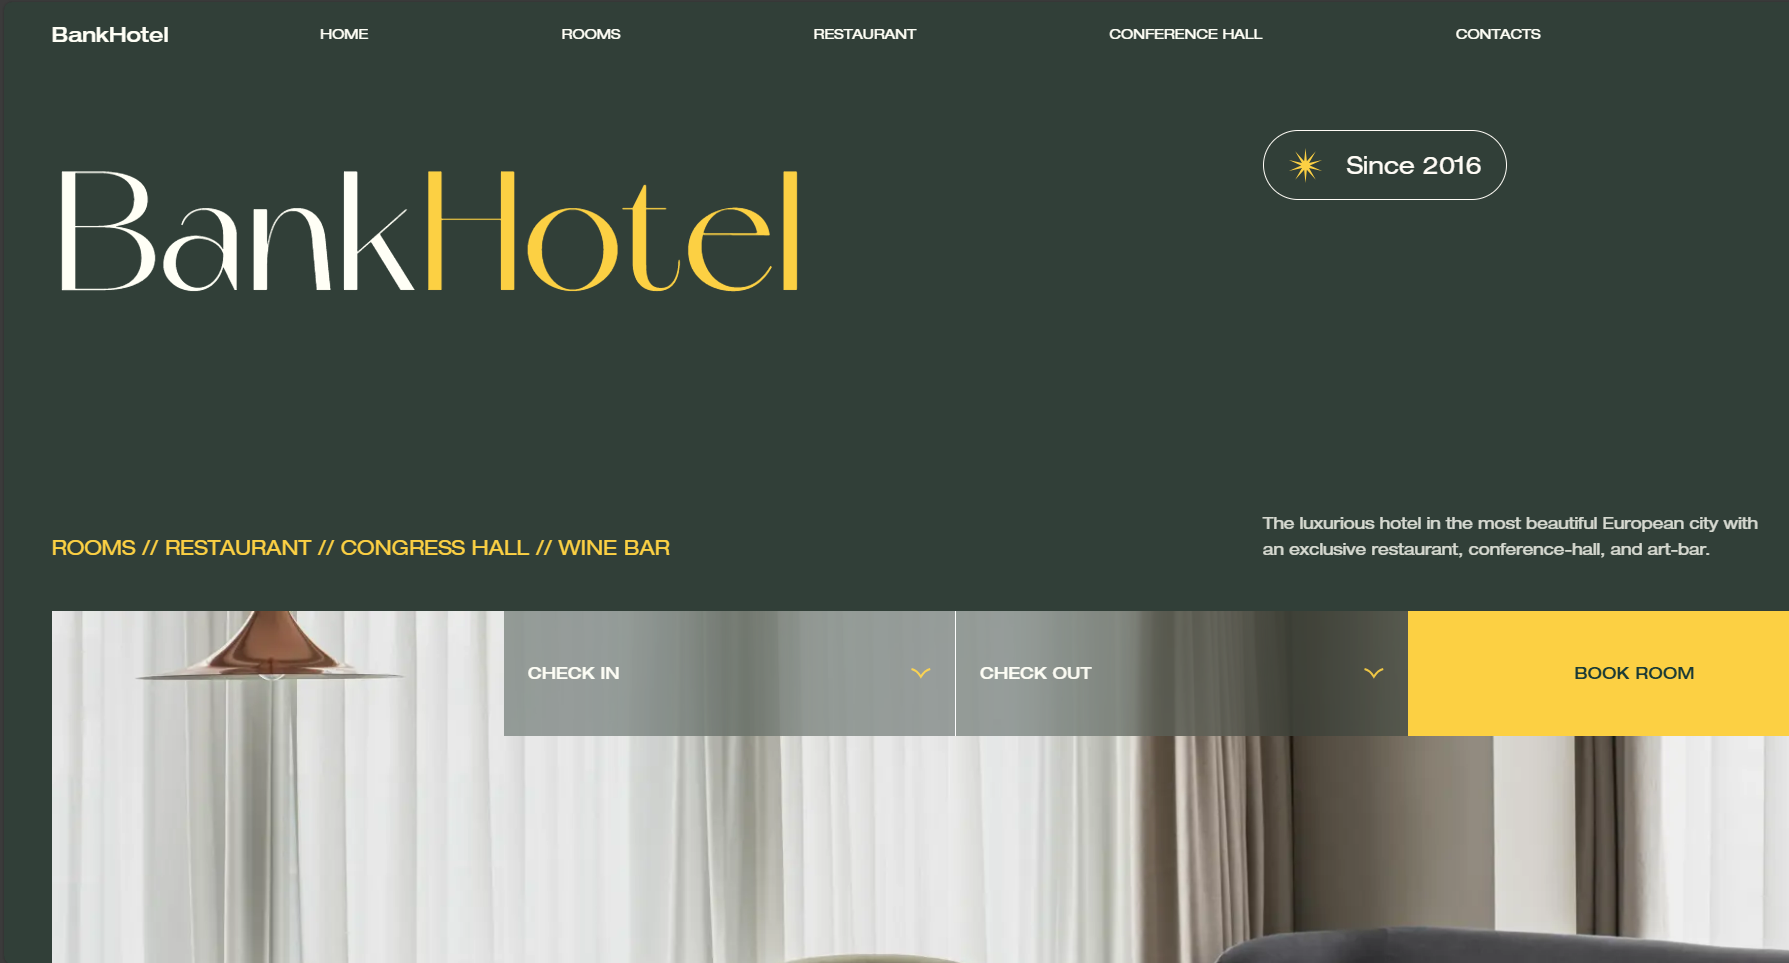 BankHotel
HOME
ROOMS
RESTAURANT
CONFERENCE HALL
CONTACTS
BankHotel
Since 2016
ROOMS // RESTAURANT // CONGRESS HALL // WINE BAR
The luxurious hotel in the most beautiful European city with
an exclusive restaurant, conference-hall, and art-bar.
CHECK IN
CHECK OUT
BOOK ROOM